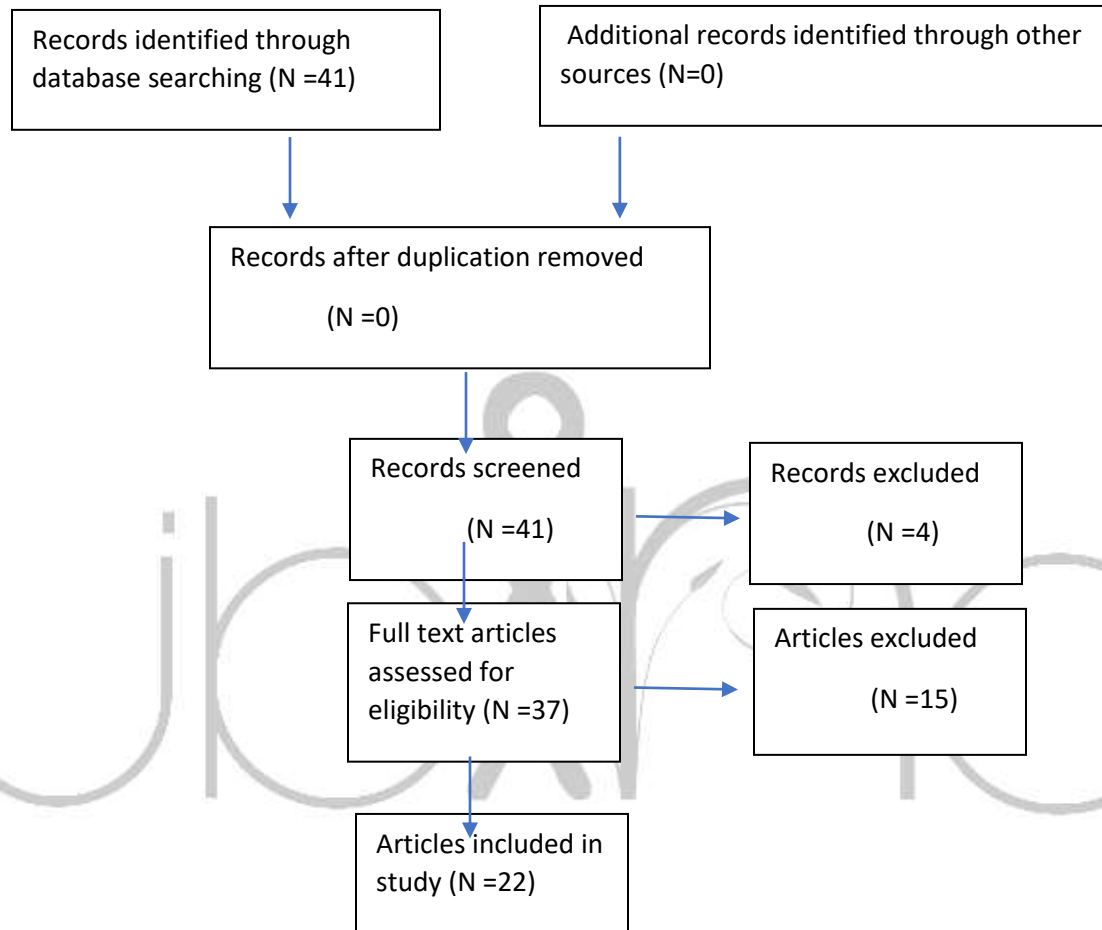 Records identified through
database searching (N =41)
Additional records identified through other
sources (N=0)
Records after duplication removed
(N =0)
Records screened
(N =41)
Records excluded
(N =4)
Full text articles
assessed for
eligibility (N =37)
Articles excluded
(N =15)
Articles included in
study (N =22)